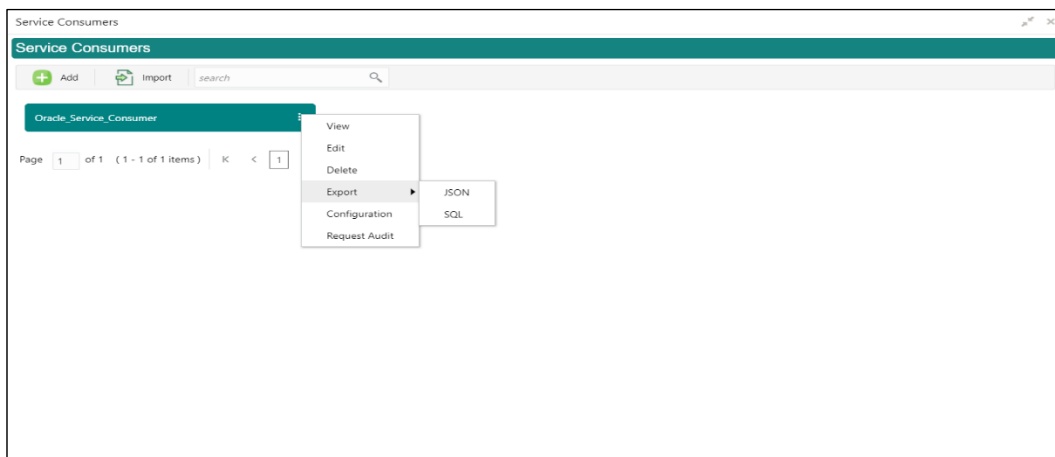 Service Consumers
Service Consumers
Add Import search
Oracle_Service_Consumer
View
Page 1 of 1 (1 - 1 of 1 items) K < 1
Edit
Delete
Export JSON
Configuration SQL
Request Audit